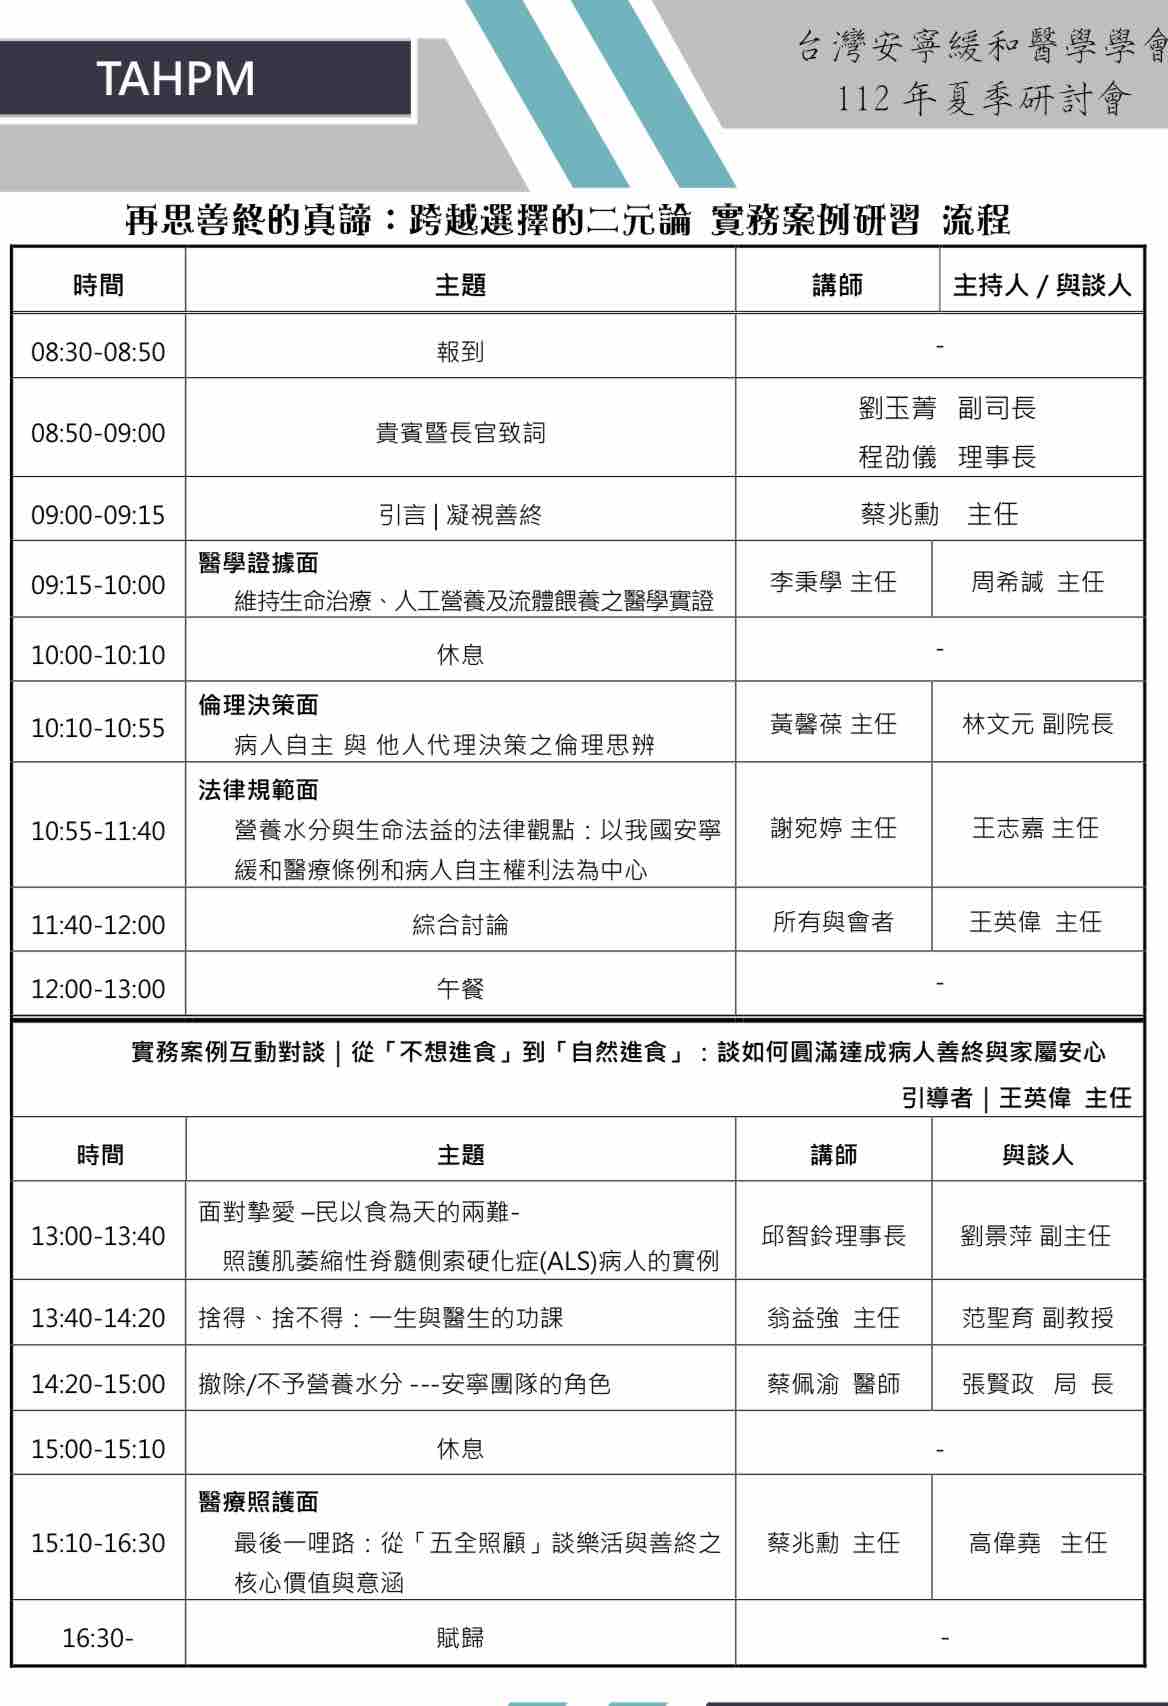 TAHPM
台灣安寧緩和醫學學會
112 年夏季研討會
再思善終的真諦：跨越選擇的二元論 實務案例研習 流程
時間 主題 講師 主持人 / 與談人
08:30-08:50 報到 -
08:50-09:00 貴賓暨長官致詞 劉玉菁 副司長
程劭儀 理事長
09:00-09:15 引言 | 凝視善終 蔡兆勳 主任
09:15-10:00 醫學證據面 李秉學 主任 周希諴 主任
維持生命治療、人工營養及流體餵養之醫學實證
10:00-10:10 休息 -
10:10-10:55 倫理決策面 黃馨葆 主任 林文元 副院長
病人自主 與 他人代理決策之倫理思辨
10:55-11:40 法律規範面 謝宛婷 主任 王志嘉 主任
營養水分與生命法益的法律觀點：以我國安寧
緩和醫療條例和病人自主權利法為中心
11:40-12:00 綜合討論 所有與會者 王英偉 主任
12:00-13:00 午餐 -
實務案例互動對談 | 從「不想進食」到「自然進食」：談如何圓滿達成病人善終與家屬安心
引導者 | 王英偉 主任
時間 主題 講師 與談人
13:00-13:40 面對摯愛 –民以食為天的兩難- 邱智鈴理事長 劉景萍 副主任
照護肌萎縮性脊髓側索硬化症(ALS)病人的實例
13:40-14:20 捨得、捨不得：一生與醫生的功課 翁益強 主任 范聖育 副教授
14:20-15:00 撤除/不予營養水分 ---安寧團隊的角色 蔡佩渝 醫師 張賢政 局 長
15:00-15:10 休息 -
15:10-16:30 醫療照護面 蔡兆勳 主任 高偉堯 主任
最後一哩路：從「五全照顧」談樂活與善終之
核心價值與意涵
16:30- 賦歸 -